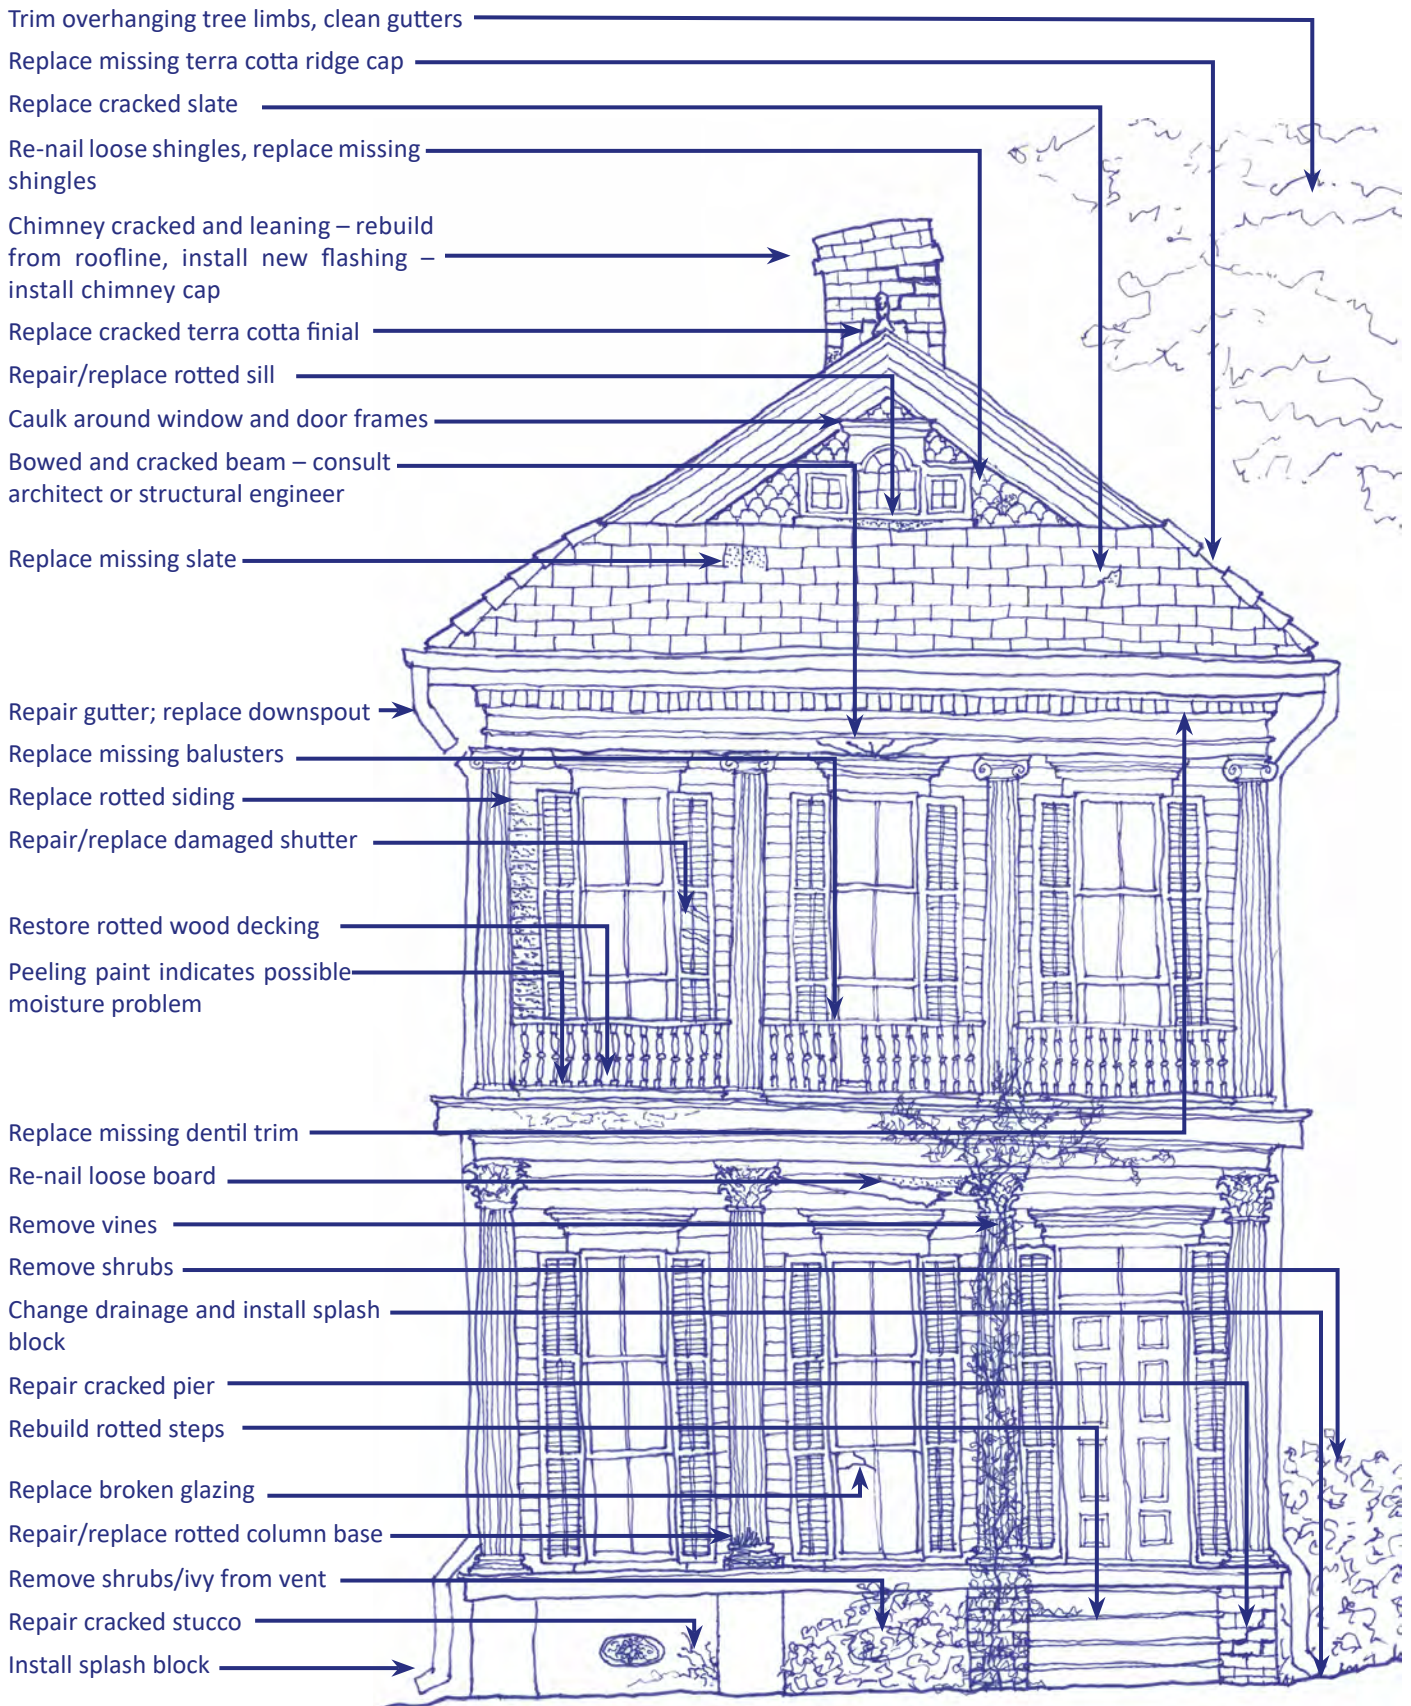 Trim overhanging tree limbs, clean gutters
Replace missing terra cotta ridge cap
Replace cracked slate
Re-nail loose shingles, replace missing
shingles
Chimney cracked and leaning – rebuild
from roofline, install new flashing –
install chimney cap
Replace cracked terra cotta finial
Repair/replace rotted sill
Caulk around window and door frames
Bowed and cracked beam – consult
architect or structural engineer
Replace missing slate
Repair gutter; replace downspout
Replace missing balusters
Replace rotted siding
Repair/replace damaged shutter
Restore rotted wood decking
Peeling paint indicates possible
moisture problem
Replace missing dentil trim
Re-nail loose board
Remove vines
Remove shrubs
Change drainage and install splash
block
Repair cracked pier
Rebuild rotted steps
Replace broken glazing
Repair/replace rotted column base
Remove shrubs/ivy from vent
Repair cracked stucco
Install splash block